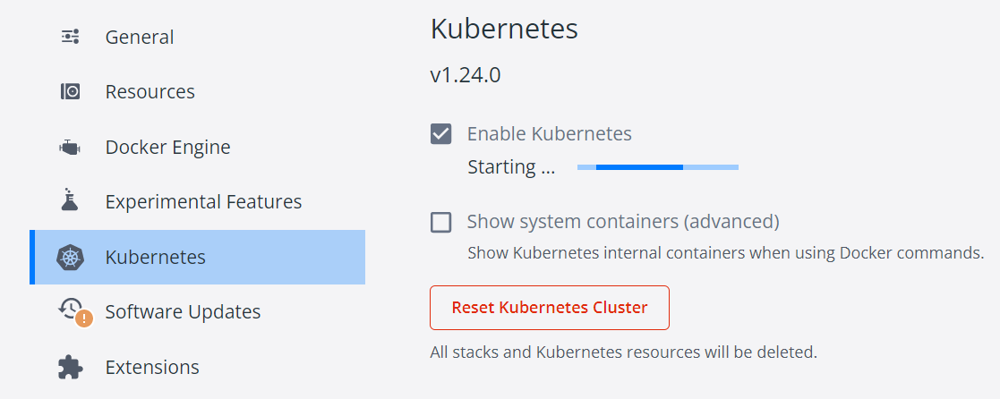 General
Resources
Docker Engine
Experimental Features
Kubernetes
Software Updates
Extensions
Kubernetes
v1.24.0
Enable Kubernetes
Starting ...
Show system containers (advanced)
Show Kubernetes internal containers when using Docker commands.
Reset Kubernetes Cluster
All stacks and Kubernetes resources will be deleted.